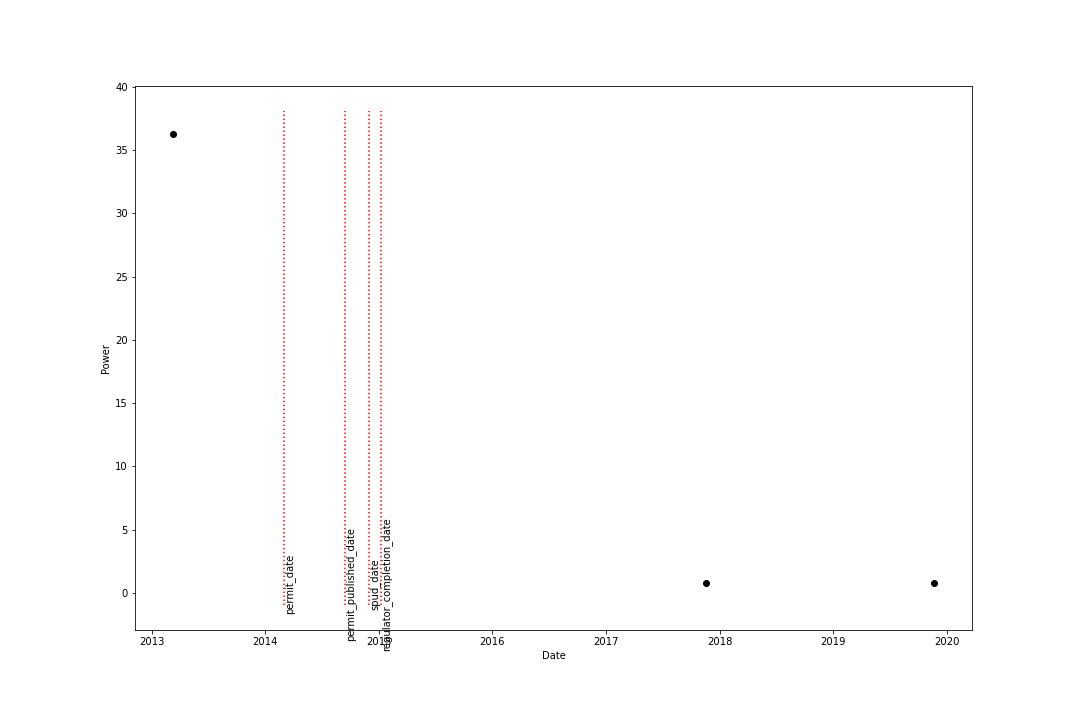 40
35
30
25
20
15
10
5
0
Power
permit_date
permit_published_date
spud_date
regulator_completion_date
2013 2014 2015 2016 2017 2018 2019 2020
Date